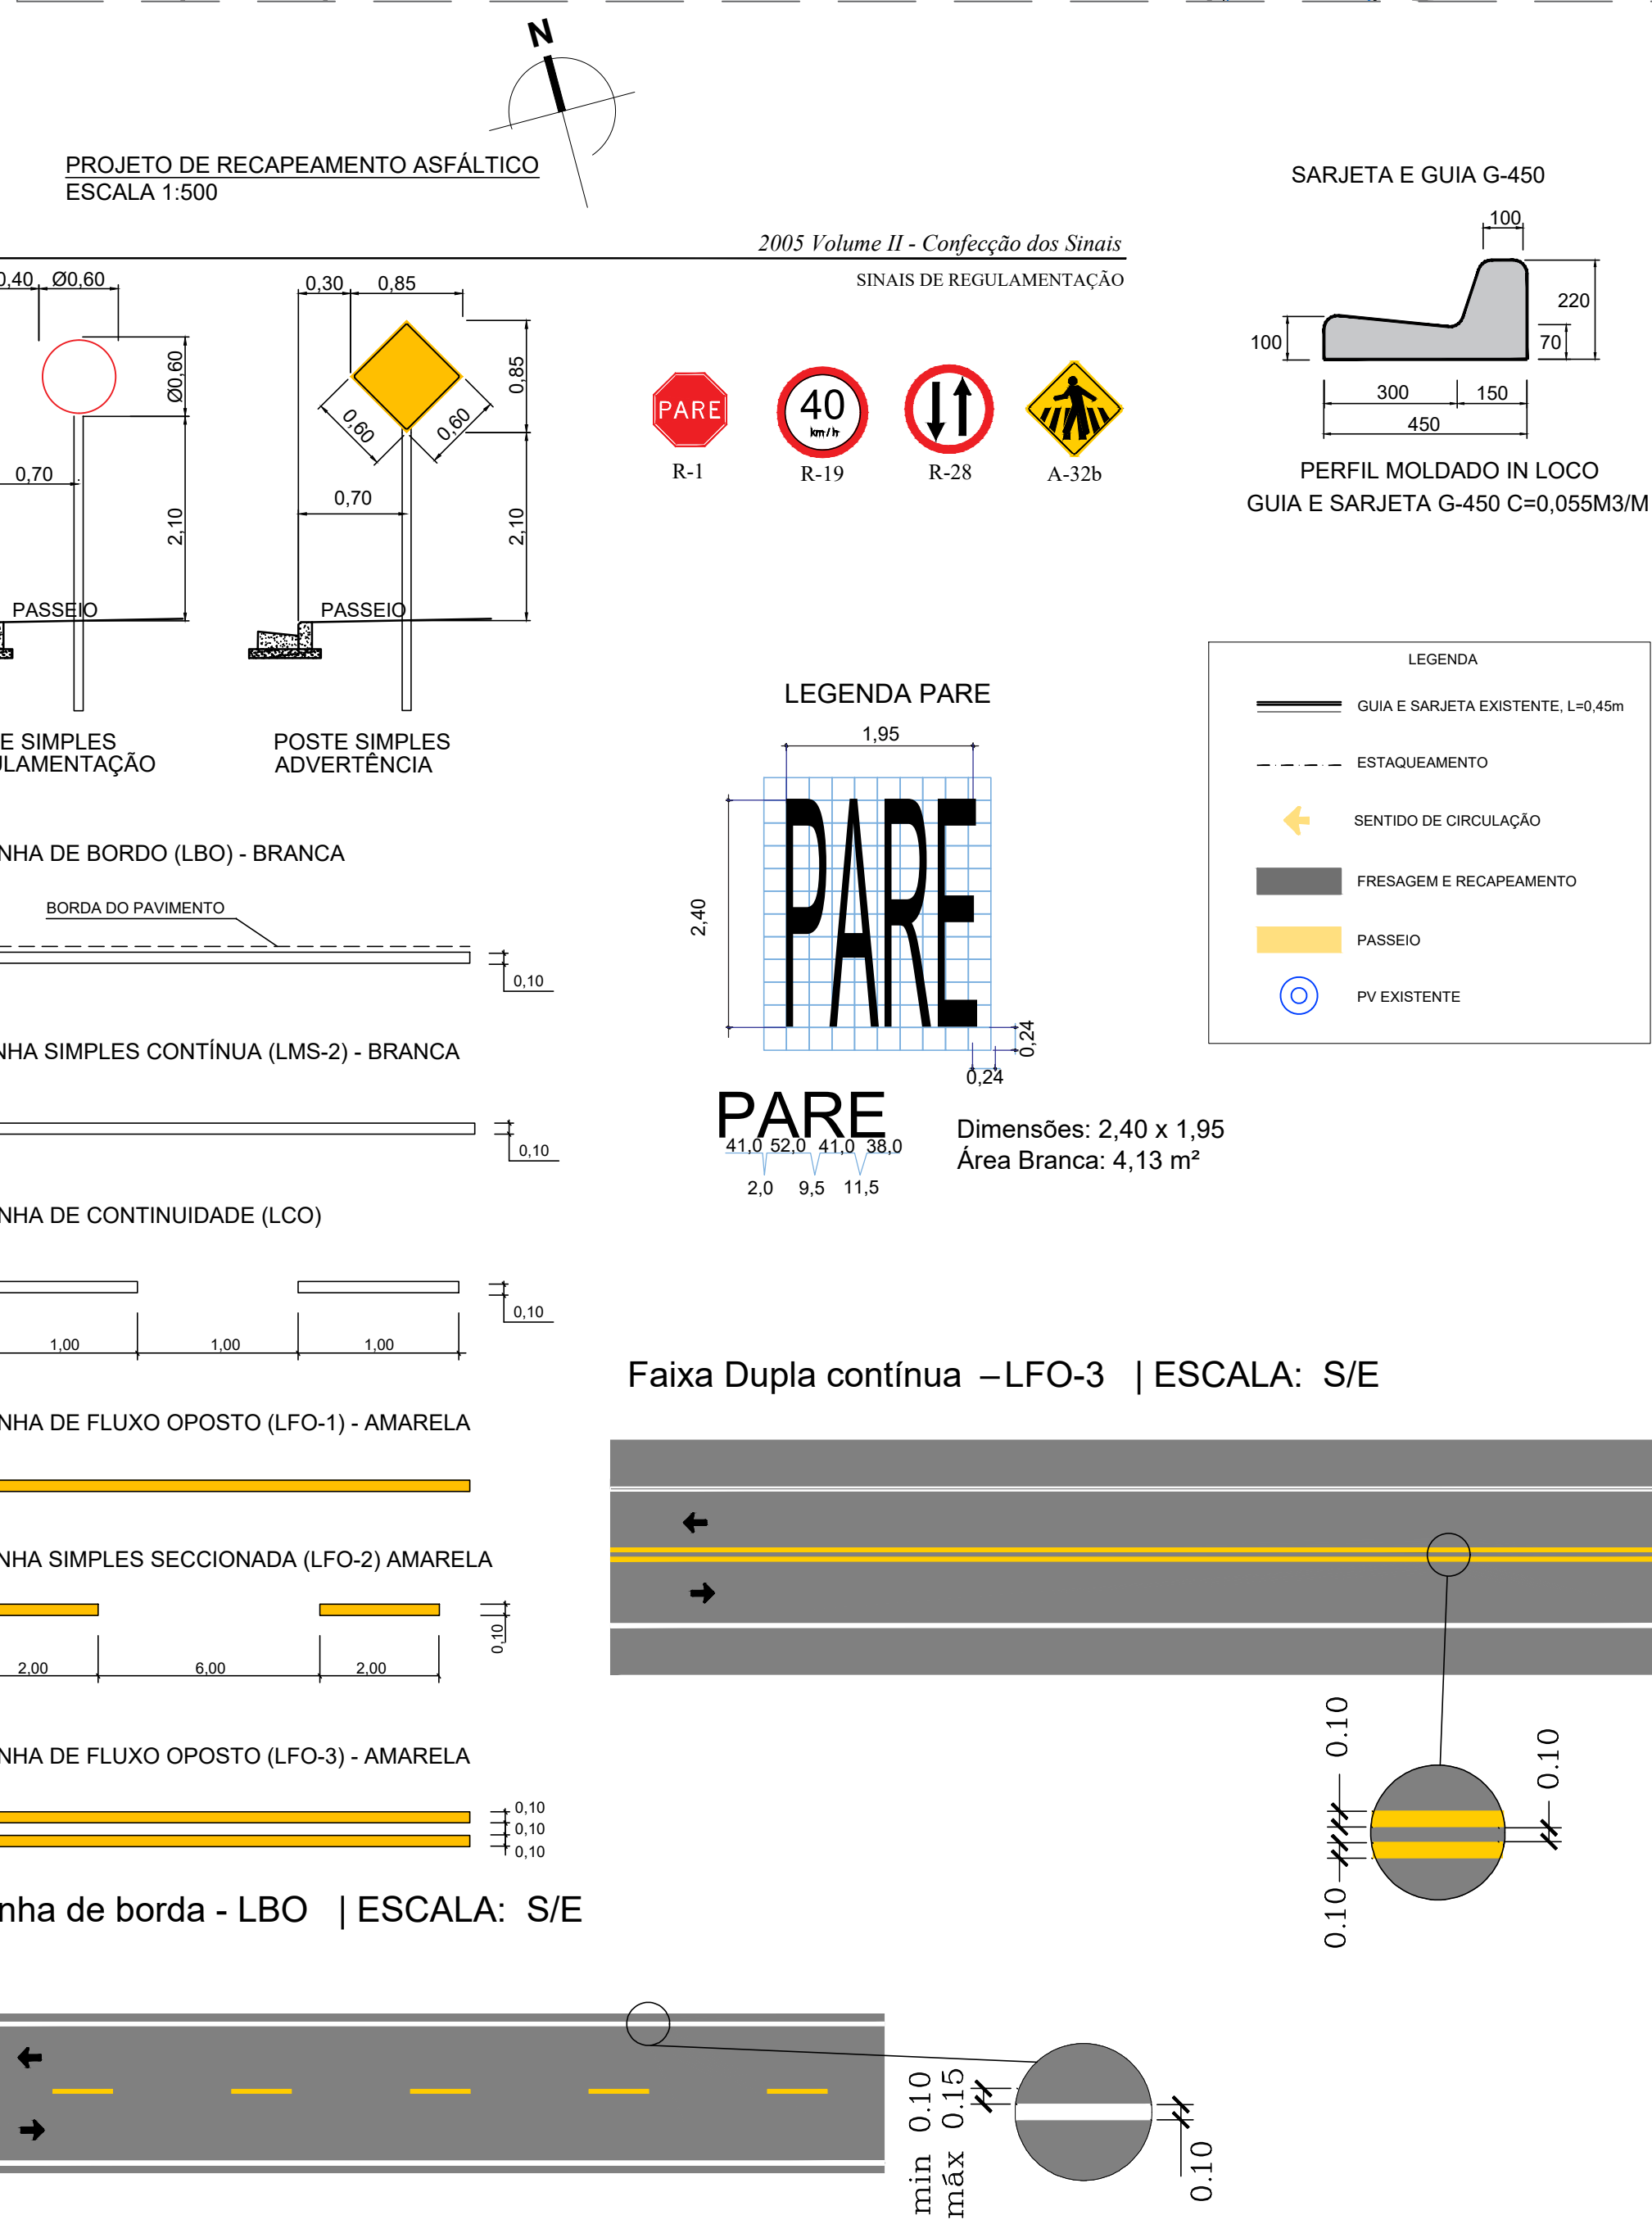 N
PROJETO DE RECAPEAMENTO ASFÁLTICO
ESCALA 1:500
2005 Volume II - Confecção dos Sinais
SINAIS DE REGULAMENTAÇÃO
0,40 Ø0,60
Ø0,60
0,70
2,10
PASSEIO
E SIMPLES
ULAMENTAÇÃO
0,30 0,85
0,85
0,60
0,60
0,70
2,10
PASSEIO
POSTE SIMPLES
ADVERTÊNCIA
PARE
R-1
40
km/h
R-19
R-28
A-32b
SARJETA E GUIA G-450
100
220
100
70
300
150
450
PERFIL MOLDADO IN LOCO
GUIA E SARJETA G-450 C=0,055M3/M
LEGENDA
GUIA E SARJETA EXISTENTE, L=0,45m
ESTAQUEAMENTO
SENTIDO DE CIRCULAÇÃO
FRESAGEM E RECAPEAMENTO
PASSEIO
PV EXISTENTE
LEGENDA PARE
1,95
2,40
PARE
0,24
0,24
PARE
41,0 52,0 41,0 38,0
2,0 9,5 11,5
Dimensões: 2,40 x 1,95
Área Branca: 4,13 m²
NHA DE BORDO (LBO) - BRANCA
BORDA DO PAVIMENTO
0,10
NHA SIMPLES CONTÍNUA (LMS-2) - BRANCA
0,10
NHA DE CONTINUIDADE (LCO)
0,10
1,00 1,00 1,00
NHA DE FLUXO OPOSTO (LFO-1) - AMARELA
NHA SIMPLES SECCIONADA (LFO-2) AMARELA
0,10
2,00 6,00 2,00
NHA DE FLUXO OPOSTO (LFO-3) - AMARELA
0,10
0,10
0,10
Faixa Dupla contínua – LFO-3 | ESCALA: S/E
0.10
0.10
0.10
nha de borda - LBO | ESCALA: S/E
min 0.10
máx 0.15
0.10